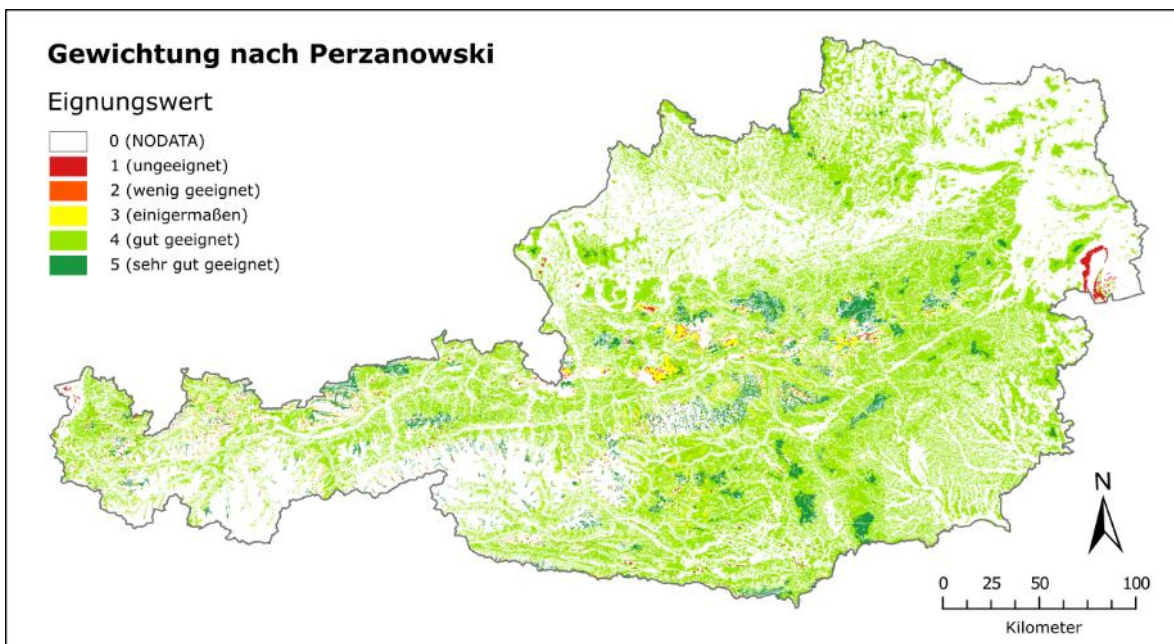 Gewichtung nach Perzanowski
Eignungswert
0 (NODATA)
1 (ungeeignet)
2 (wenig geeignet)
3 (einigermaßen)
4 (gut geeignet)
5 (sehr gut geeignet)
N
0 25 50 100
Kilometer